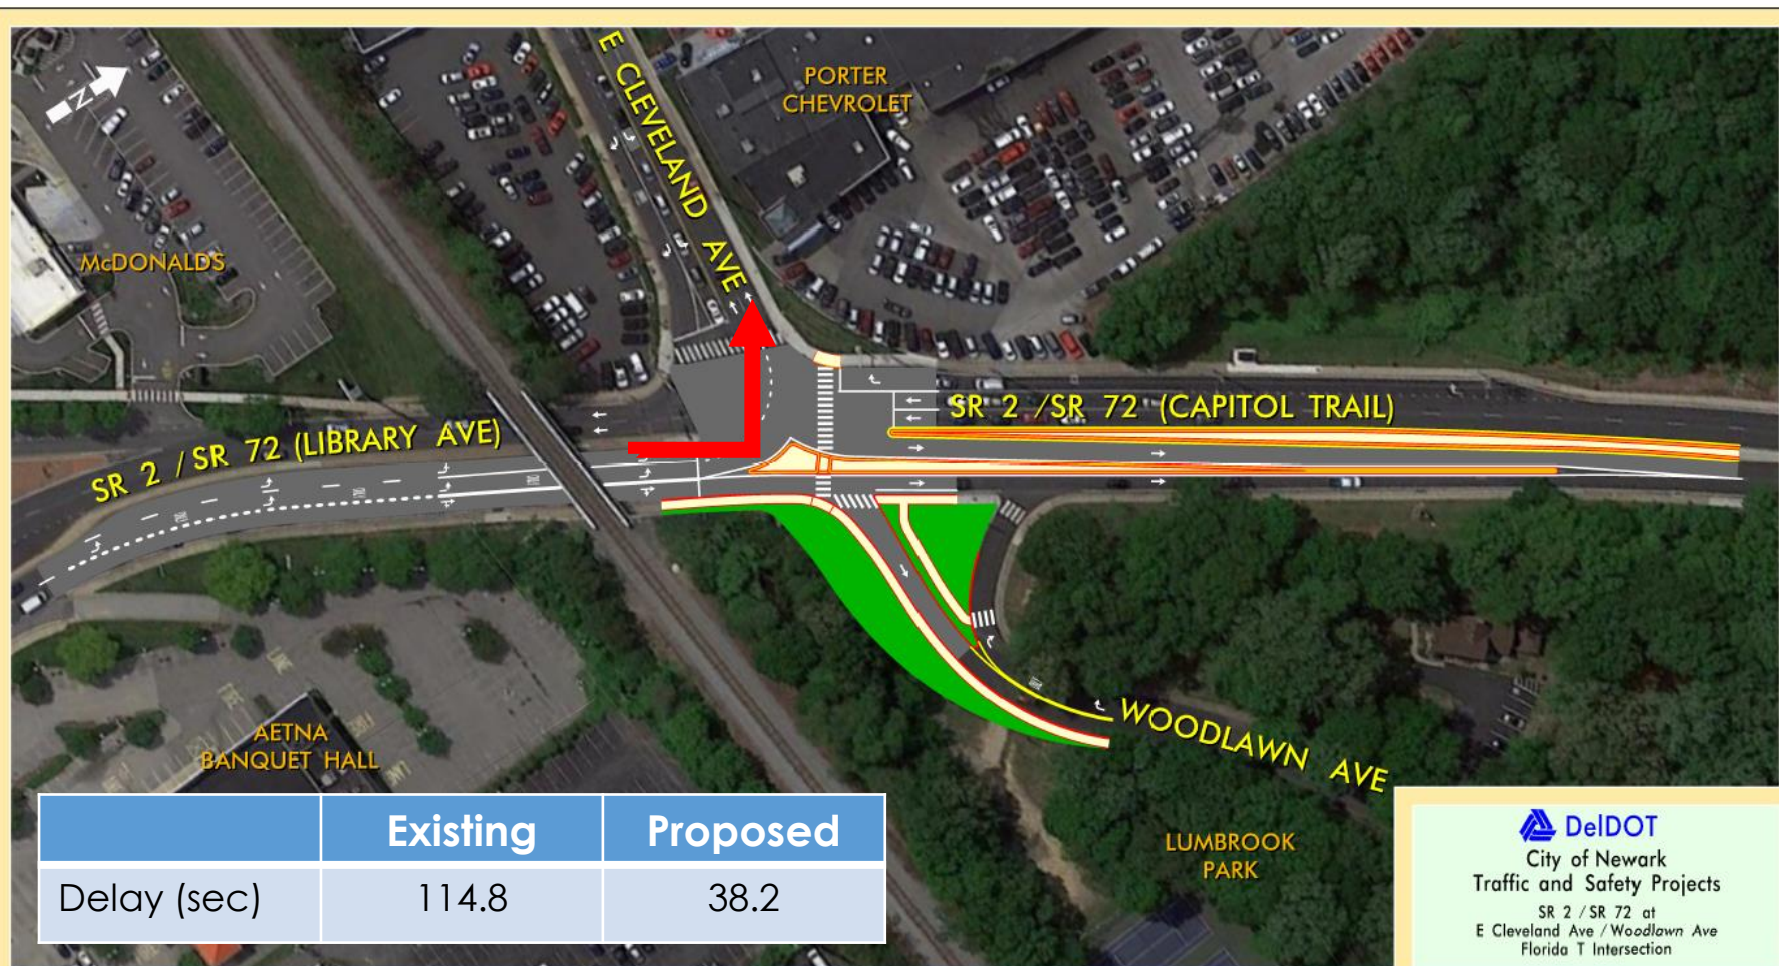 N
E CLEVELAND AVE
PORTER
CHEVROLET
McDONALDS
SR 2 / SR 72 (LIBRARY AVE)
SR 2 / SR 72 (CAPITOL TRAIL)
AETNA
BANQUET HALL
WOODLAWN AVE
LUMBROOK
PARK
Existing Proposed
Delay (sec) 114.8 38.2
DelDOT
City of Newark
Traffic and Safety Projects
SR 2 / SR 72 at
E Cleveland Ave / Woodlawn Ave
Florida T Intersection